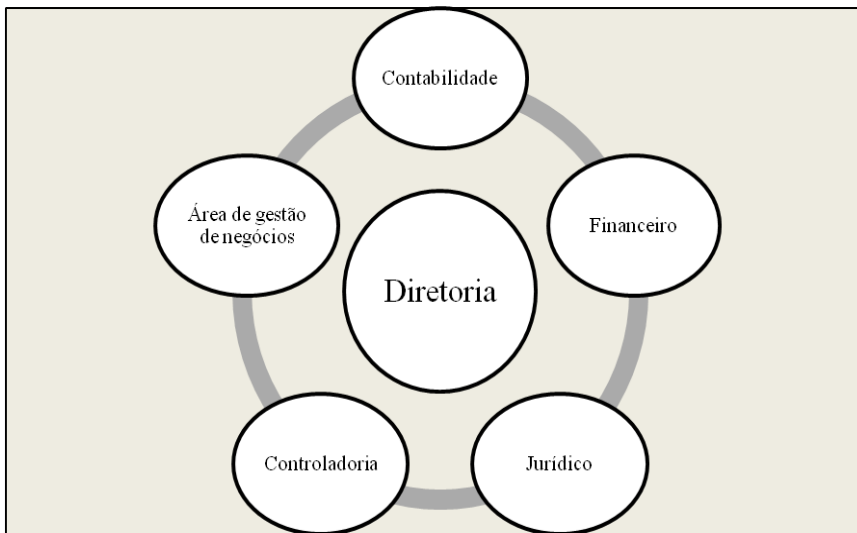 Contabilidade
Área de gestão
de negócios
Financeiro
Diretoria
Controladoria
Jurídico